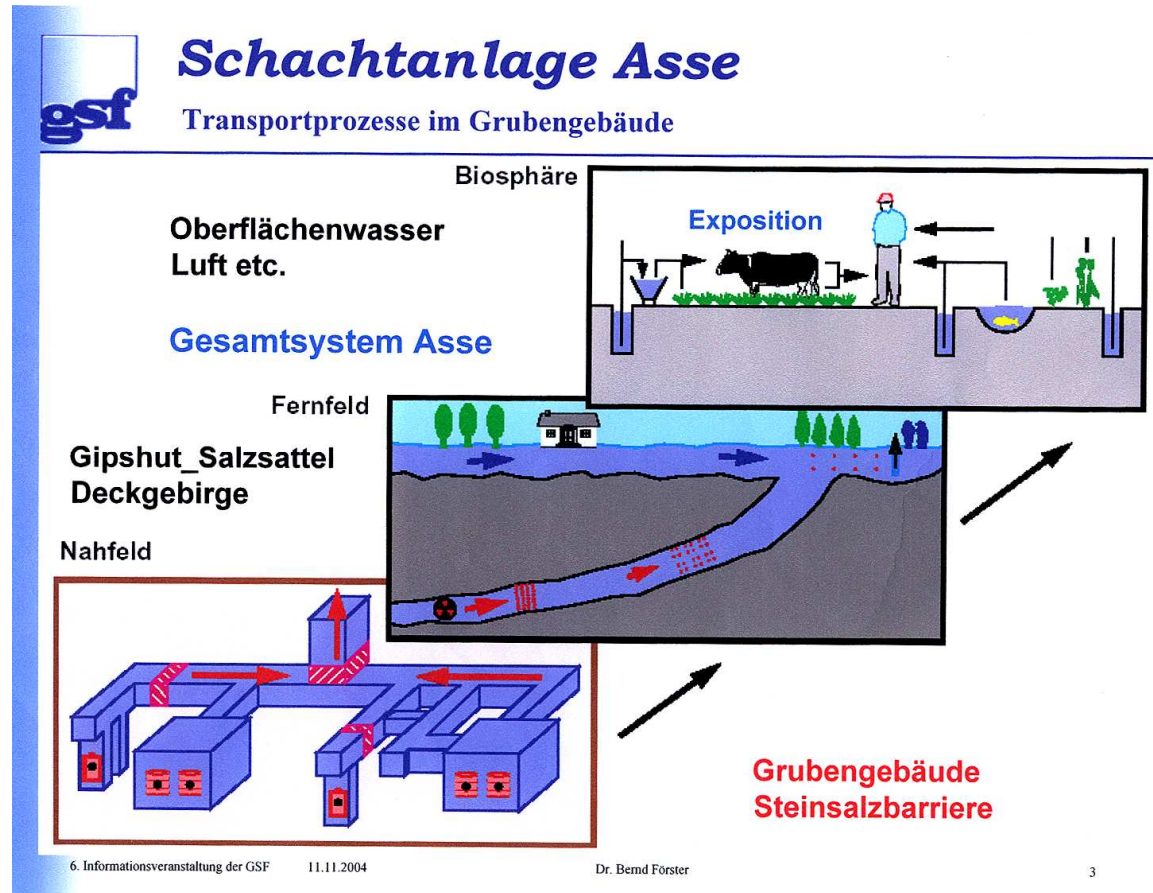 gsf
Schachtanlage Asse
Transportprozesse im Grubengebäude
Biosphäre
Oberflächenwasser
Luft etc.
Exposition
Gesamtsystem Asse
Fernfeld
Gipshut_Salzsattel
Deckgebirge
Nahfeld
Grubengebäude
Steinsalzbarriere
6. Informationsveranstaltung der GSF 11.11.2004 Dr. Bernd Förster 3